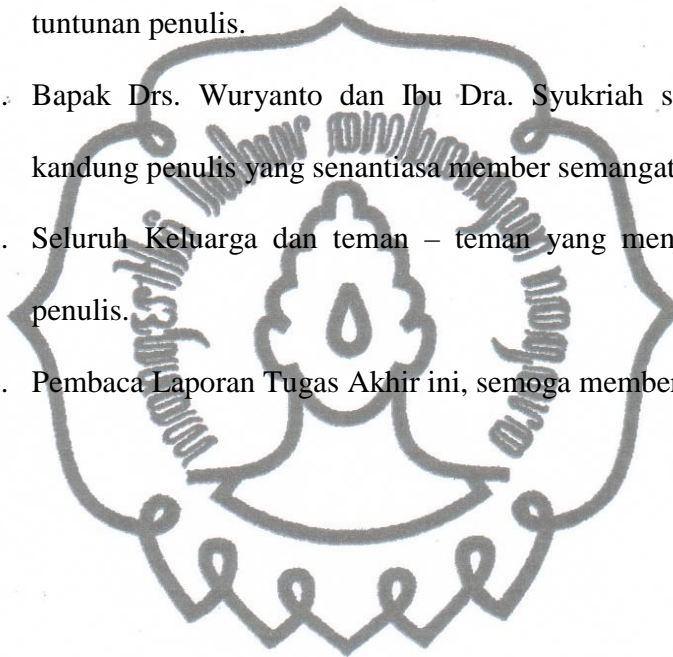 tuntunan penulis.
. Bapak Drs. Wuryanto dan Ibu Dra. Syukriah s
kandung penulis yang senantiasa member semangat
. Seluruh Keluarga dan teman – teman yang men
penulis.
. Pembaca Laporan Tugas Akhir ini, semoga member